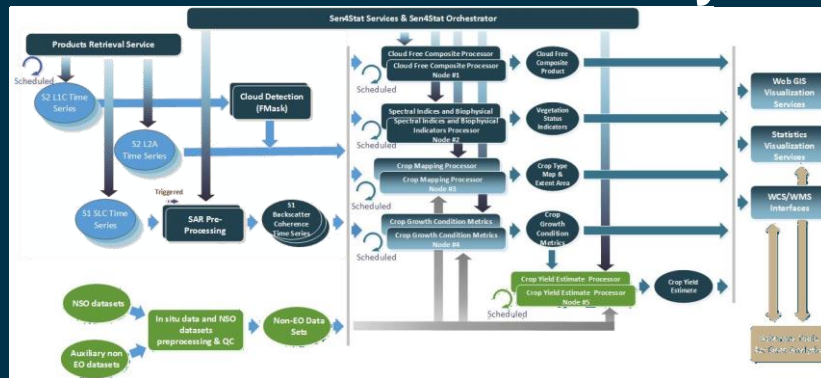 Sen4Stat Services & Sen4Stat Orchestrator
Products Retrieval Service
Scheduled
S2 L1C Time
Series
Cloud Detection
(FMask)
S2 L2A
Time Series
Triggered
S1 SLC Time
Series
SAR Pre-
Processing
S1
Backscatter
Coherence
Time Series
NSO datasets
Auxiliary non
EO datasets
In situ data and NSO
datasets
preprocessing & QC
Non-EO Data
Sets
Cloud Free Composite Processor
Cloud Free Composite Processor
Node #1
Scheduled
Cloud Free
Composite
Product
Spectral Indices and Biophysical
Spectral Indices and Biophysical
Indicators Processor
Node #2
Scheduled
Vegetation
Status
Indicators
Crop Mapping Processor
Crop Mapping Processor
Node #3
Scheduled
Crop Type
Map &
Extent Area
Crop Growth Condition Metrics
Crop Growth Condition Metrics
Node #4
Scheduled
Crop
Growth
Condition
Metrics
Crop Yield Estimate Processor
Crop Yield Estimate Processor
Node #5
Scheduled
Crop Yield
Estimate
Web GIS
Visualization
Services
Statistics
Visualization
Services
WCS/WMS
Interfaces